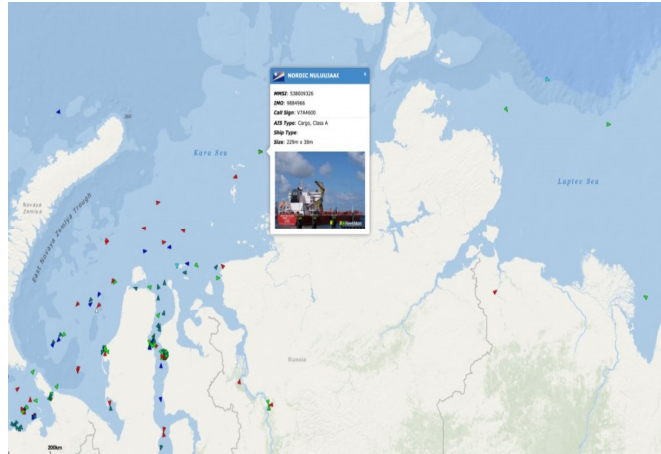 NORDIC NULUUJAAK
MMSI: 538009326
IMO: 9884966
Call Sign: V7A4600
AIS Type: Cargo, Class A
Ship Type:
Size: 229m x 38m
Kara Sea
Laptev Sea
Novaya
Zemlya
East Novaya Zemlya Trough
Russia
200km